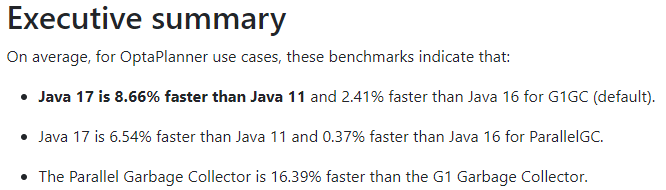 Executive summary
On average, for OptaPlanner use cases, these benchmarks indicate that:
• Java 17 is 8.66% faster than Java 11 and 2.41% faster than Java 16 for G1GC (default).
• Java 17 is 6.54% faster than Java 11 and 0.37% faster than Java 16 for ParallelGC.
• The Parallel Garbage Collector is 16.39% faster than the G1 Garbage Collector.